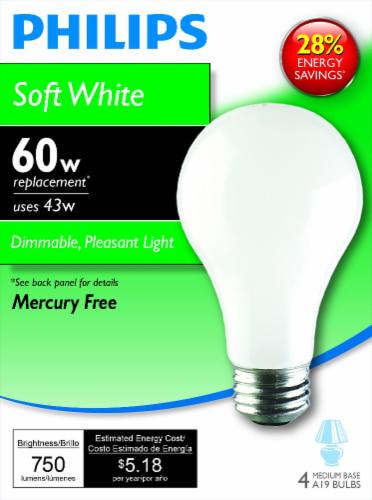 PHILIPS
28%
ENERGY
SAVINGS*
Soft White
60w
replacement*
uses 43w
Dimmable, Pleasant Light
*See back panel for details
Mercury Free
Brightness/Brillo
750
lumens/lúmenes
Estimated Energy Cost/
Costo Estimado de Energía
$5.18
per year/por año
4 MEDIUM BASE
A19 BULBS